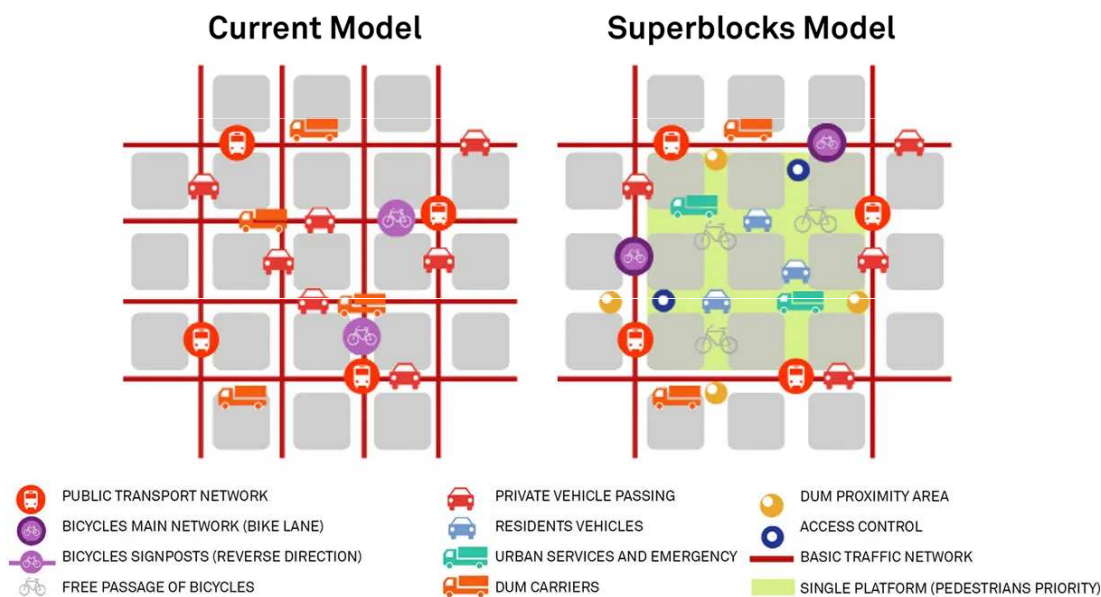 Current Model
Superblocks Model
PUBLIC TRANSPORT NETWORK
BICYCLES MAIN NETWORK (BIKE LANE)
BICYCLES SIGNPOSTS (REVERSE DIRECTION)
FREE PASSAGE OF BICYCLES
PRIVATE VEHICLE PASSING
RESIDENTS VEHICLES
URBAN SERVICES AND EMERGENCY
DUM CARRIERS
DUM PROXIMITY AREA
ACCESS CONTROL
BASIC TRAFFIC NETWORK
SINGLE PLATFORM (PEDESTRIANS PRIORITY)